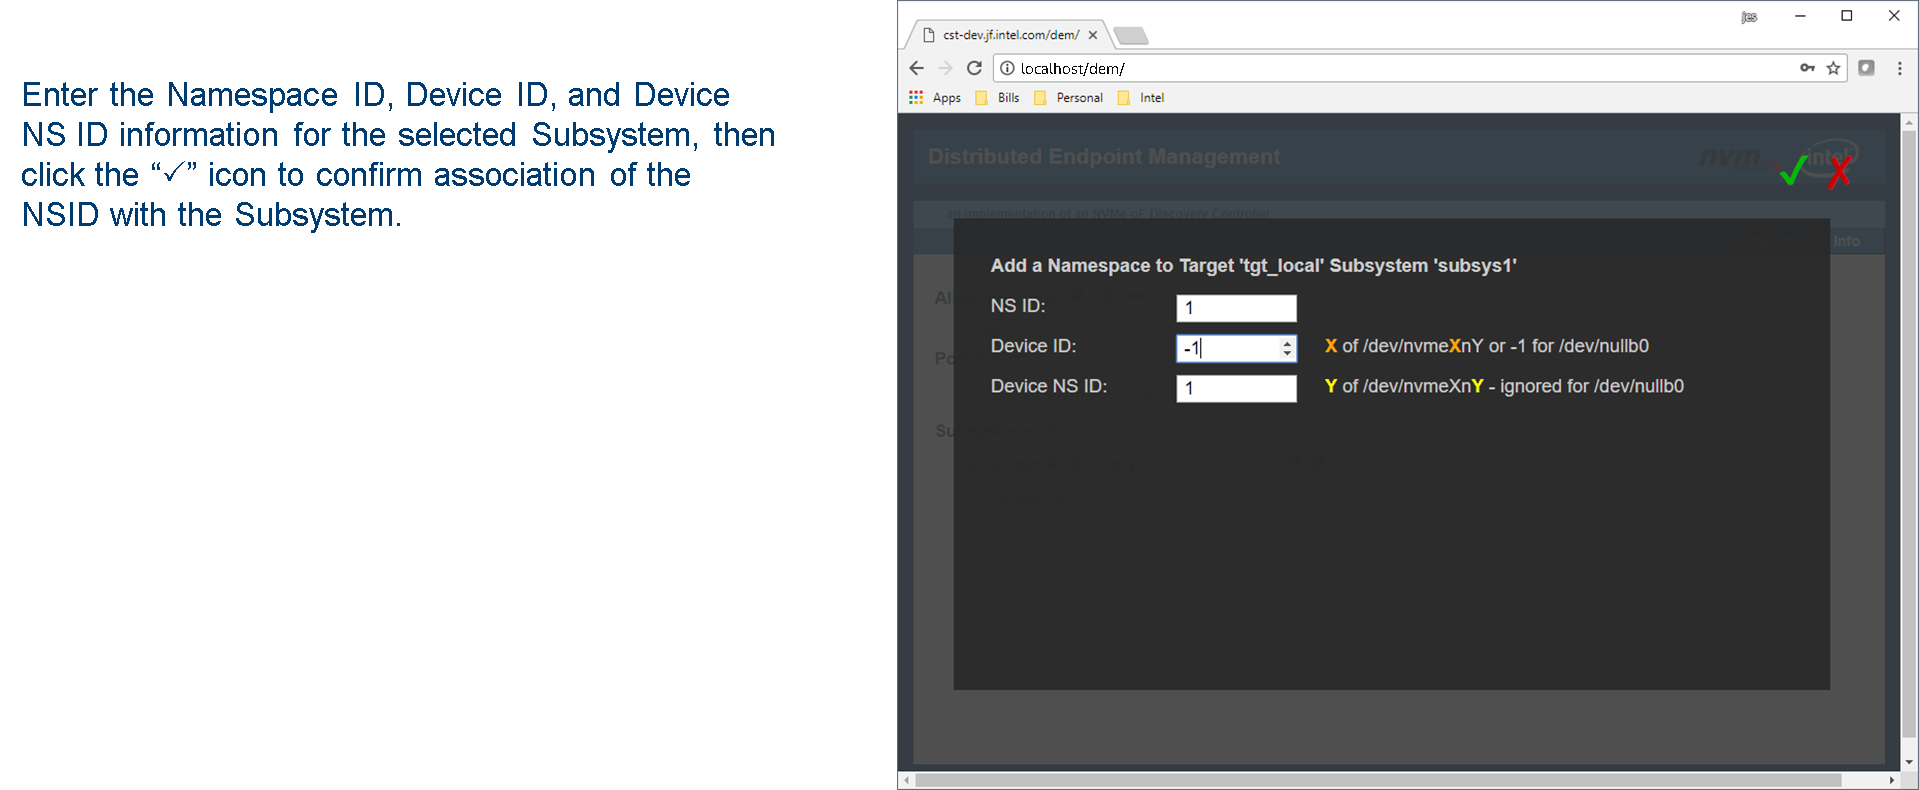 Enter the Namespace ID, Device ID, and Device
NS ID information for the selected Subsystem, then
click the “✓” icon to confirm association of the
NSID with the Subsystem.
jes
cst-dev.jf.intel.com/dem/
localhost/dem/
Apps Bills Personal Intel
Distributed Endpoint Management
nvm intel
an implementation of an NVMe-oF Discovery Controller
Info
Add a Namespace to Target 'tgt_local' Subsystem 'subsys1'
NS ID: 1
Device ID: -1 X of /dev/nvmeXnY or -1 for /dev/nullb0
Device NS ID: 1 Y of /dev/nvmeXnY - ignored for /dev/nullb0